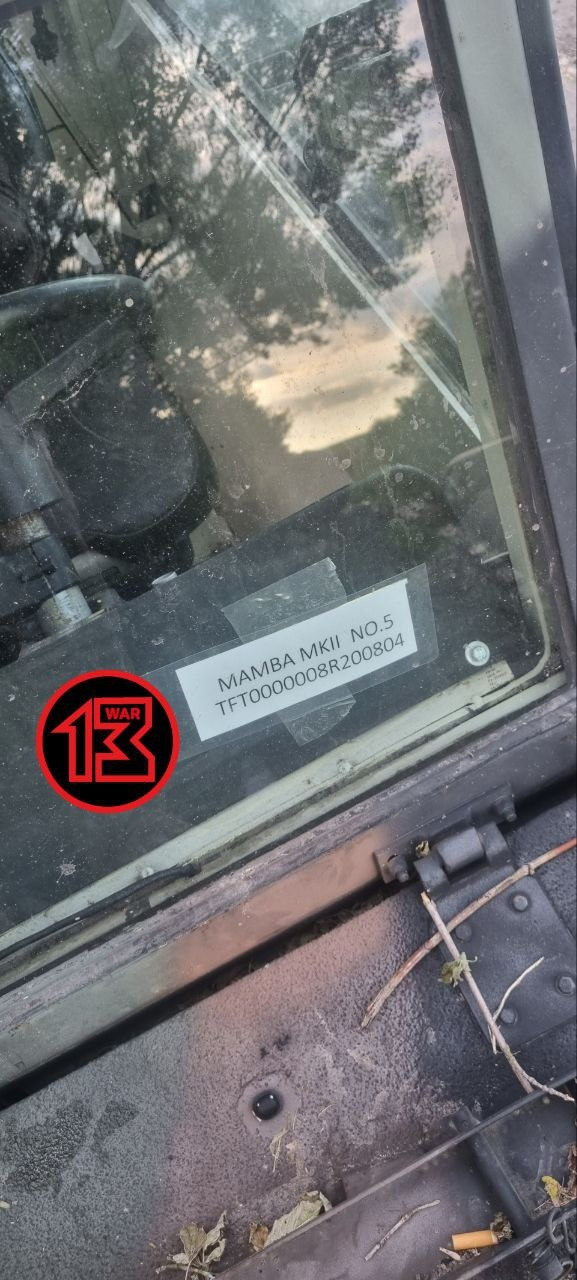 MAMBA MKII NO.5
TFT0000008R200804
WAR
13